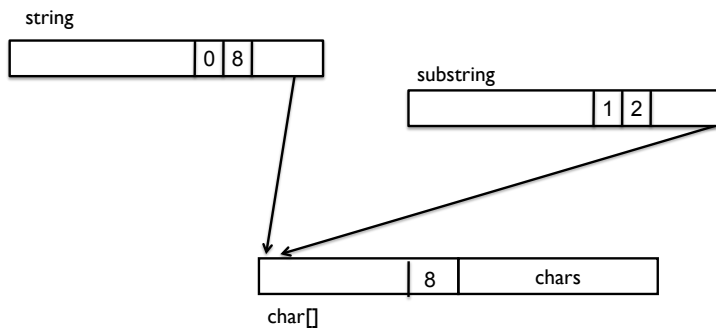 string
0 8
substring
1 2
8 chars
char[]